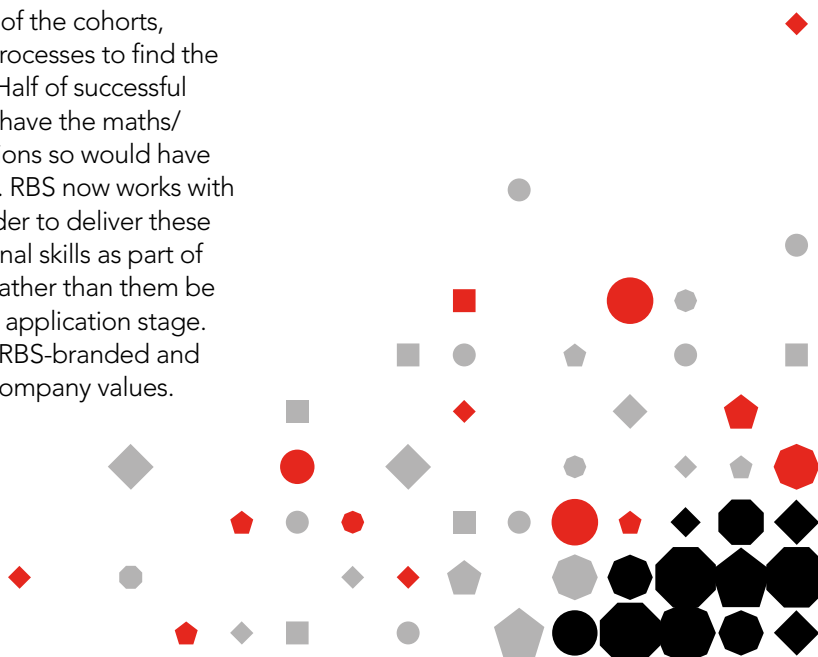 of the cohorts,
rocesses to find the
Half of successful
have the maths/
ons so would have
. RBS now works with
der to deliver these
nal skills as part of
ather than them be
application stage.
RBS-branded and
ompany values.